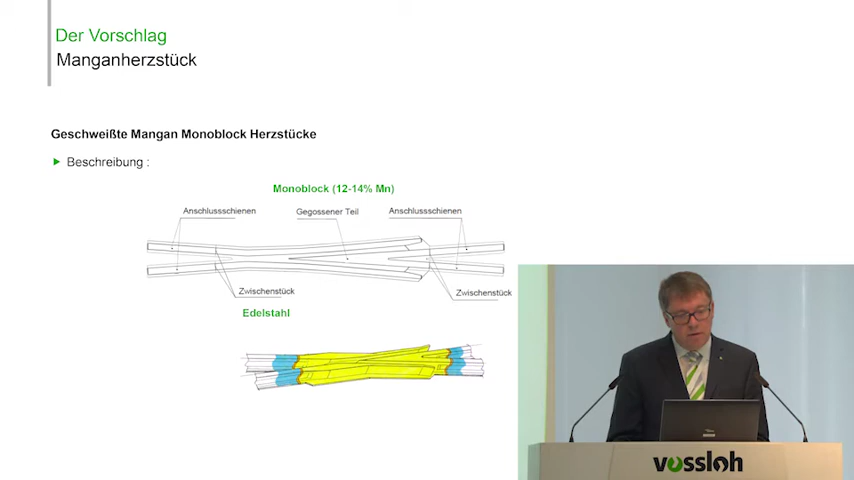 Der Vorschlag
Manganherzstück
Geschweißte Mangan Monoblock Herzstücke
Beschreibung :
Monoblock (12-14% Mn)
Anschlussschienen
Gegossener Teil
Anschlussschienen
Zwischenstück
Zwischenstück
Edelstahl
vossloh